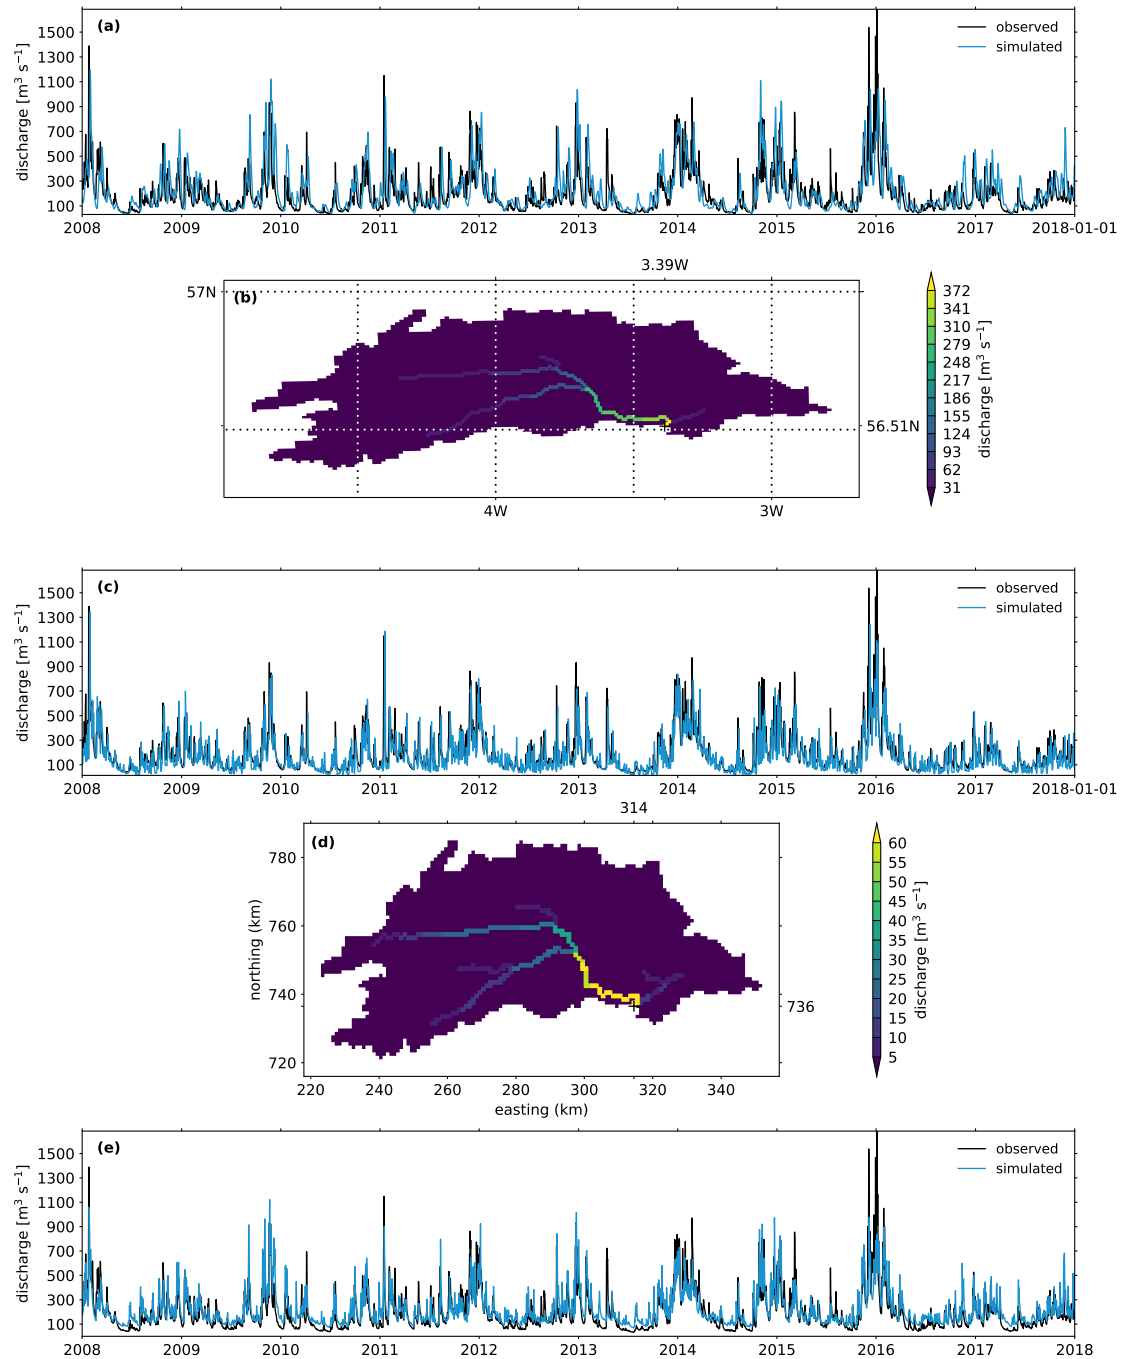 (a)
observed
simulated
discharge [m³ s⁻¹]
1500
1300
1100
900
700
500
300
100
2008 2009 2010 2011 2012 2013 2014 2015 2016 2017 2018-01-01
3.39W
57N
(b)
56.51N
4W 3W
372
341
310
279
248
217
186
155
124
93
62
31
discharge [m³ s⁻¹]
(c)
observed
simulated
discharge [m³ s⁻¹]
1500
1300
1100
900
700
500
300
100
2008 2009 2010 2011 2012 2013 2014 2015 2016 2017 2018-01-01
314
(d)
northing (km)
780
760
740
720
736
220 240 260 280 300 320 340
easting (km)
60
55
50
45
40
35
30
25
20
15
10
5
discharge [m³ s⁻¹]
(e)
observed
simulated
discharge [m³ s⁻¹]
1500
1300
1100
900
700
500
300
100
2008 2009 2010 2011 2012 2013 2014 2015 2016 2017 2018